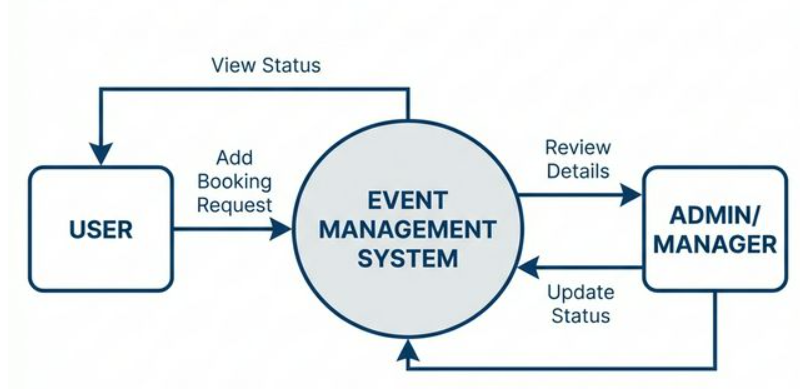 View Status
Add
Booking
Request
USER
EVENT
MANAGEMENT
SYSTEM
Review
Details
ADMIN/
MANAGER
Update
Status